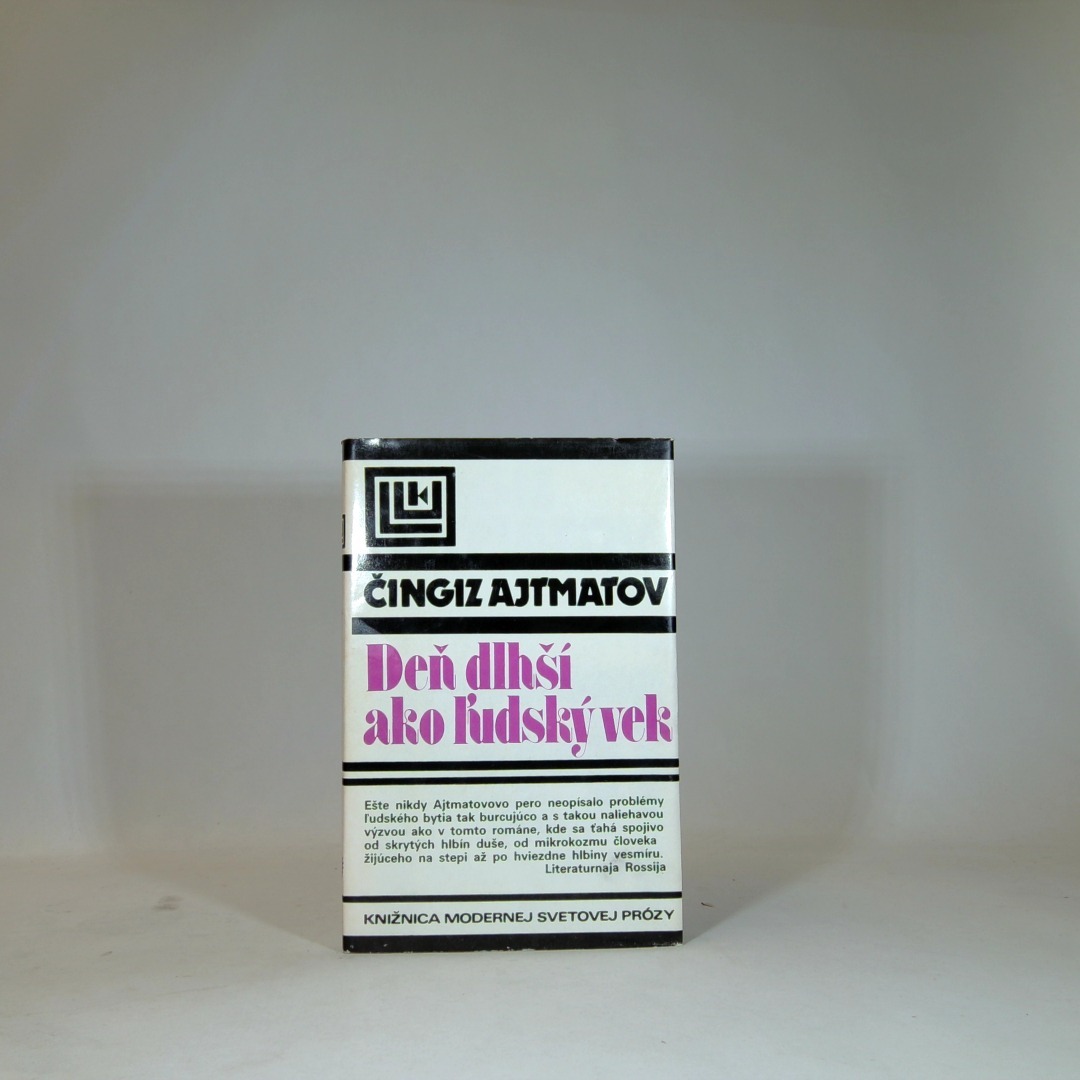 ČINGIZ AJTMATOV
Deň dlhší
ako ľudský vek
Ešte nikdy Ajtmatovovo pero neopísalo problémy
ľudského bytia tak burcujúco a s takou naliehavou
výzvou ako v tomto románe, kde sa ťahá spojivo
od skrytých hlbín duše, od mikrokozmu človeka
žijúceho na stepi až po hviezdne hlbiny vesmíru.
Literaturnaja Rossija
KNIŽNICA MODERNEJ SVETOVEJ PRÓZY